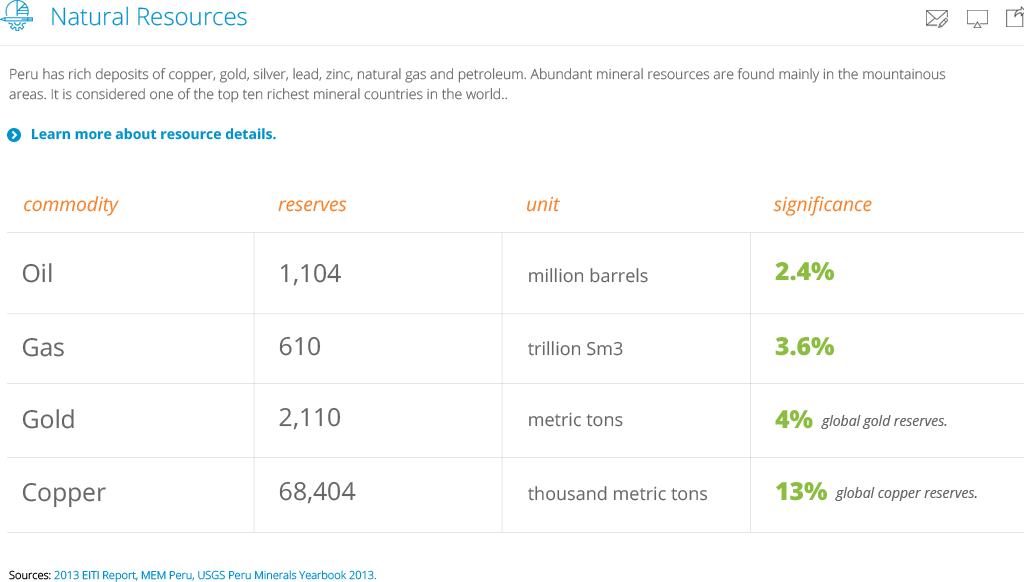 Natural Resources
Peru has rich deposits of copper, gold, silver, lead, zinc, natural gas and petroleum. Abundant mineral resources are found mainly in the mountainous
areas. It is considered one of the top ten richest mineral countries in the world..
Learn more about resource details.
commodity reserves unit significance
Oil 1,104 million barrels 2.4%
Gas 610 trillion Sm3 3.6%
Gold 2,110 metric tons 4% global gold reserves.
Copper 68,404 thousand metric tons 13% global copper reserves.
Sources: 2013 EITI Report, MEM Peru, USGS Peru Minerals Yearbook 2013.